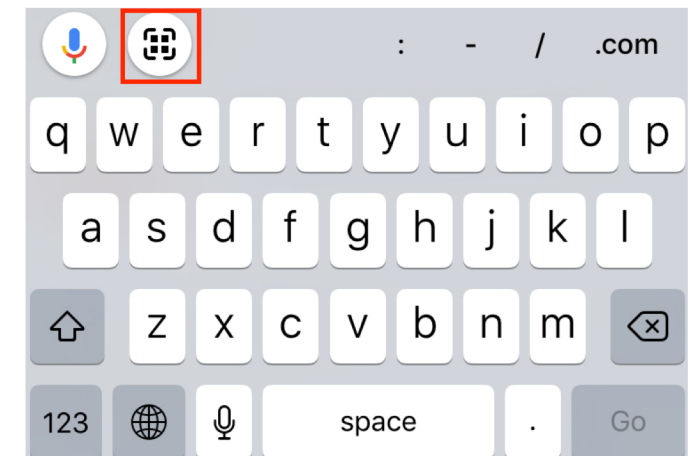 : - / .com
q w e r t y u i o p
a s d f g h j k l
z x c v b n m
123 space . Go